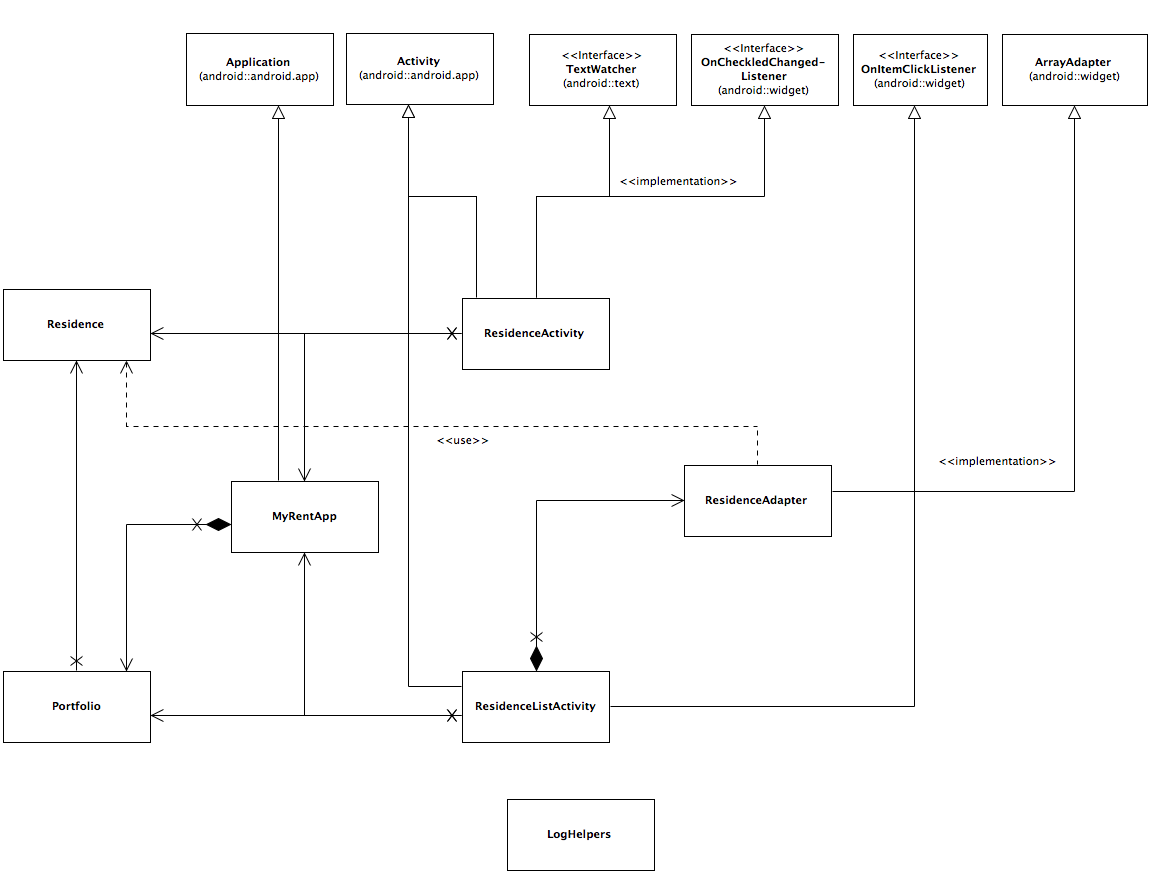 Application
(android::android.app)
Activity
(android::android.app)
<<Interface>>
TextWatcher
(android::text)
<<Interface>>
OnCheckledChanged-
Listener
(android::widget)
<<Interface>>
OnItemClickListener
(android::widget)
ArrayAdapter
(android::widget)
<<implementation>>
Residence
ResidenceActivity
<<use>>
<<implementation>>
ResidenceAdapter
MyRentApp
Portfolio
ResidenceListActivity
LogHelpers